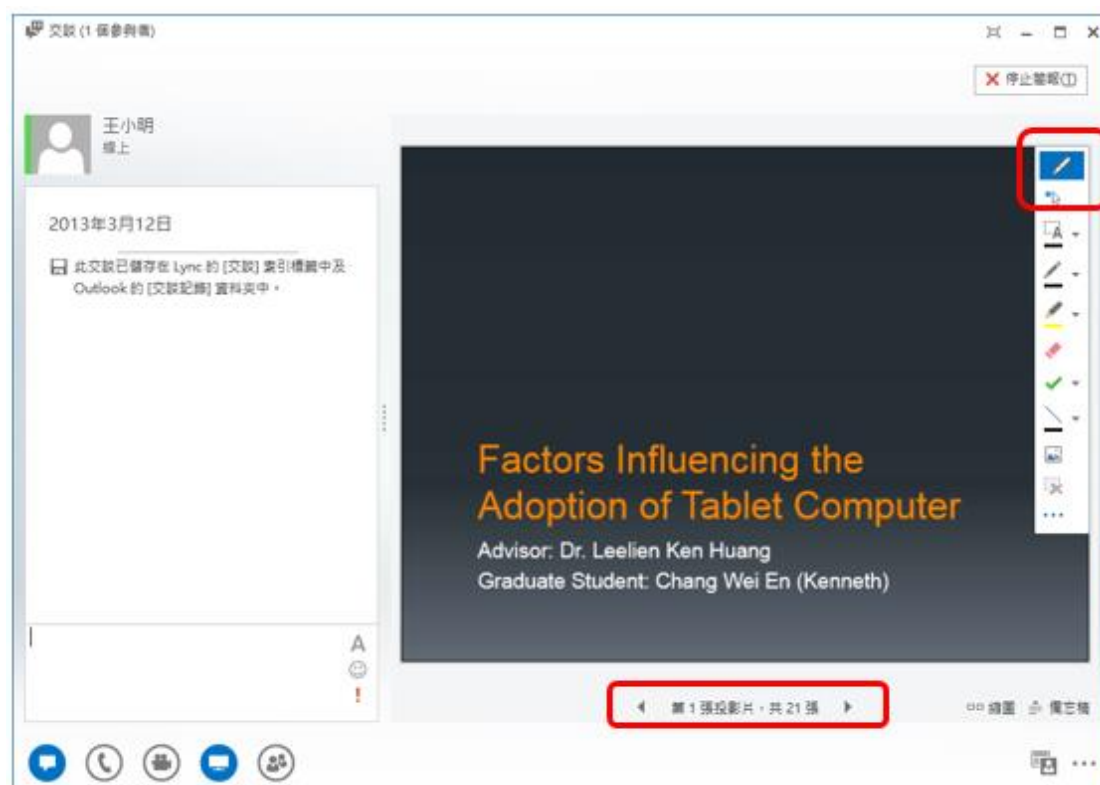 交談 (1 個參與者)
停止簡報(T)
王小明
線上
2013年3月12日
此交談已儲存在 Lync 的 [交談] 索引標籤中及
Outlook 的 [交談記錄] 資料夾中。
Factors Influencing the
Adoption of Tablet Computer
Advisor: Dr. Leelien Ken Huang
Graduate Student: Chang Wei En (Kenneth)
第 1 張投影片，共 21 張
縮圖 備忘稿